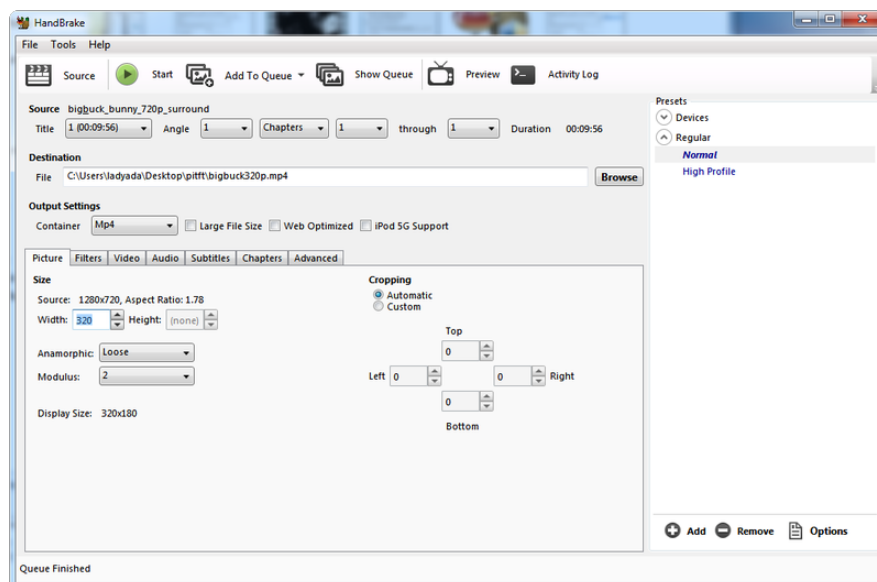 HandBrake
File Tools Help
Source Start Add To Queue Show Queue Preview Activity Log
Source bigbuck_bunny_720p_surround
Title 1 (00:09:56) Angle 1 Chapters 1 through 1 Duration 00:09:56
Destination
File C:\Users\ladyada\Desktop\pitft\bigbuck320p.mp4 Browse
Output Settings
Container Mp4 Large File Size Web Optimized iPod 5G Support
Picture Filters Video Audio Subtitles Chapters Advanced
Size
Source: 1280x720, Aspect Ratio: 1.78
Width: 320 Height: (none)
Anamorphic: Loose
Modulus: 2
Display Size: 320x180
Cropping
Automatic
Custom
Top
0
Left 0 0 Right
0
Bottom
Presets
Devices
Regular
Normal
High Profile
Add Remove Options
Queue Finished